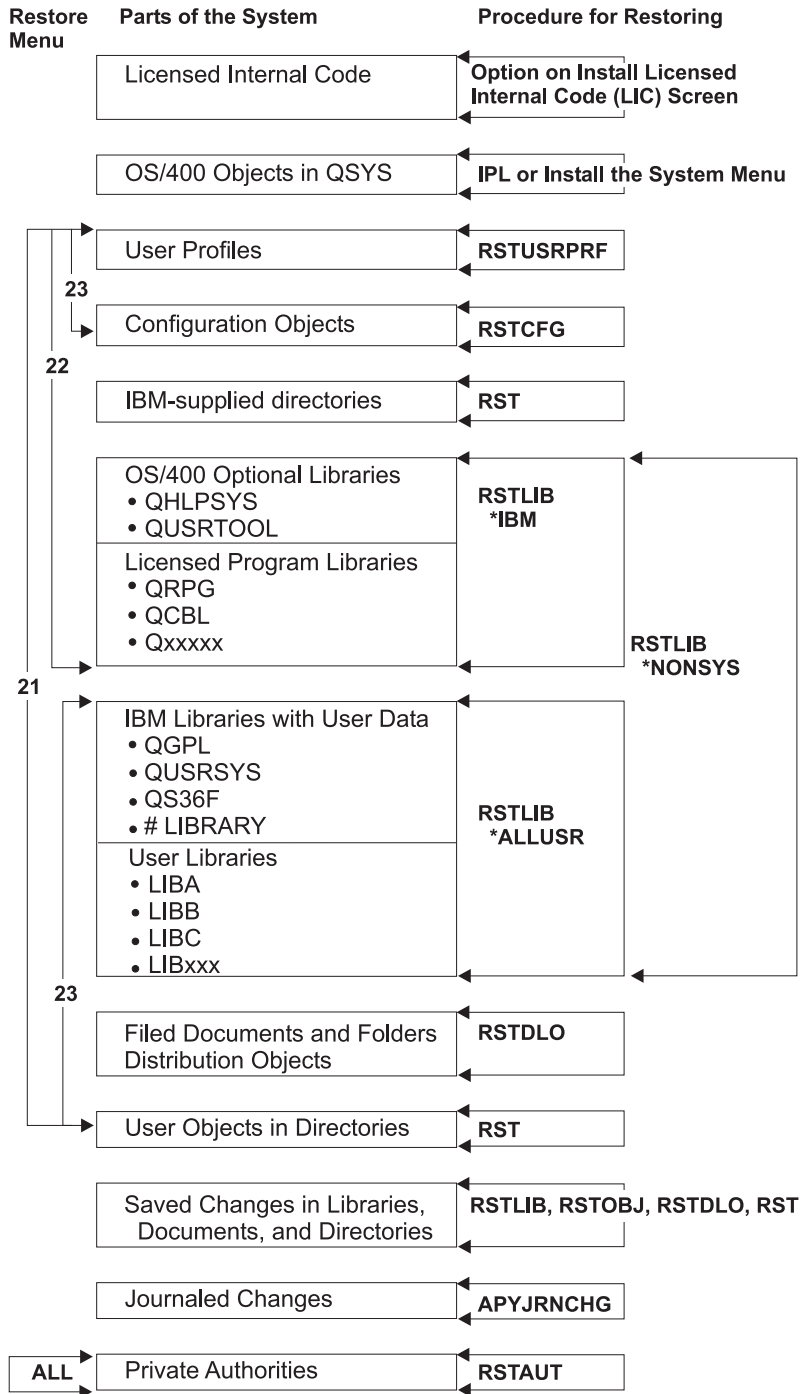 Restore Menu
Parts of the System
Procedure for Restoring
Licensed Internal Code
Option on Install Licensed
Internal Code (LIC) Screen
OS/400 Objects in QSYS
IPL or Install the System Menu
User Profiles
RSTUSRPRF
23
Configuration Objects
RSTCFG
22
IBM-supplied directories
RST
OS/400 Optional Libraries
• QHLPSYS
• QUSRTOOL
RSTLIB
*IBM
Licensed Program Libraries
• QRPG
• QCBL
• Qxxxxx
RSTLIB
*NONSYS
21
IBM Libraries with User Data
• QGPL
• QUSRSYS
• QS36F
• # LIBRARY
RSTLIB
*ALLUSR
User Libraries
• LIBA
• LIBB
• LIBC
• LIBxxx
23
Filed Documents and Folders
Distribution Objects
RSTDLO
User Objects in Directories
RST
Saved Changes in Libraries,
Documents, and Directories
RSTLIB, RSTOBJ, RSTDLO, RST
Journaled Changes
APYJRNCHG
ALL
Private Authorities
RSTAUT